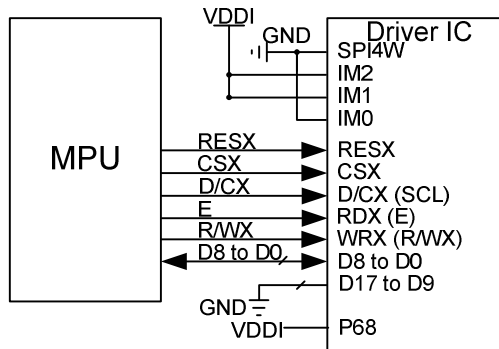 VDDI
GND
Driver IC
SPI4W
IM2
IM1
IM0
MPU
RESX
RESX
CSX
CSX
D/CX
D/CX (SCL)
E
RDX (E)
R/WX
WRX (R/WX)
D8 to D0
D8 to D0
D17 to D9
GND
VDDI
P68